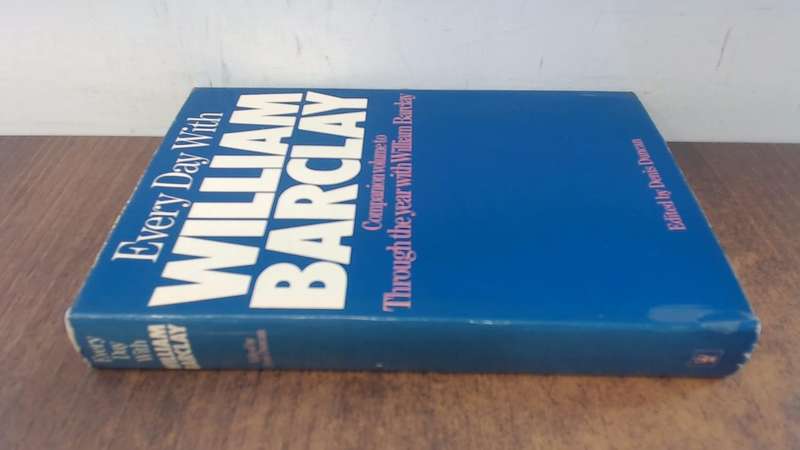 Every Day With
WILLIAM
BARCLAY
Companion volume to
Through the year with William Barclay
Edited by Denis Duncan
Every
Day
With
WILLIAM
BARCLAY